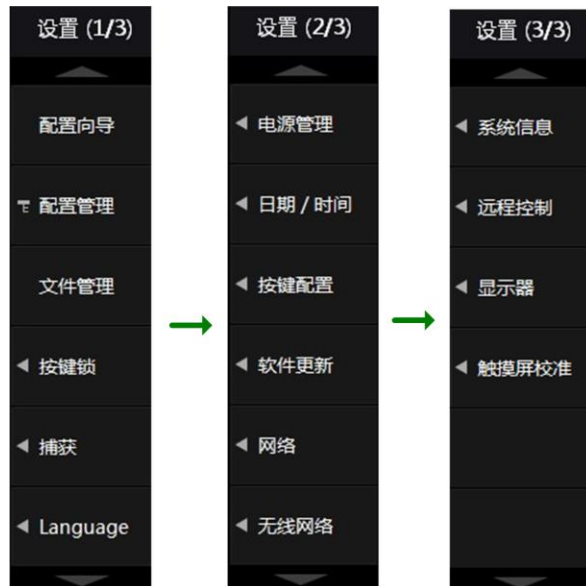 设置 (1/3)
配置向导
配置管理
文件管理
按键锁
捕获
Language
设置 (2/3)
电源管理
日期 / 时间
按键配置
软件更新
网络
无线网络
设置 (3/3)
系统信息
远程控制
显示器
触摸屏校准